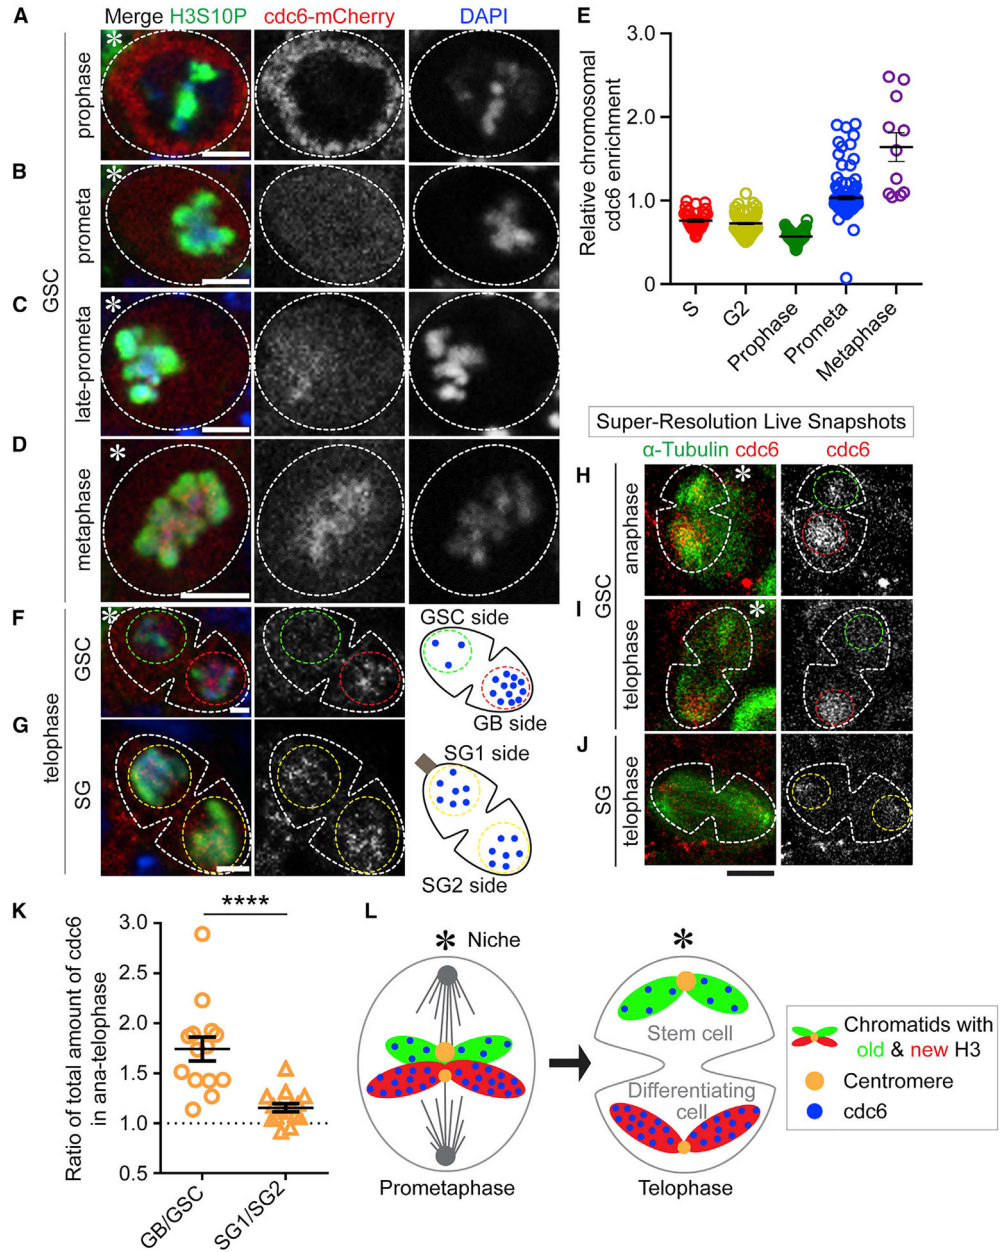 A
Merge H3S10P
cdc6-mCherry
DAPI
*
prophase
B
*
prometa
GSC
C
*
late-prometa
D
*
metaphase
telophase
F
*
GSC
GSC side
GB side
G
SG
SG1 side
SG2 side
E
Relative chromosomal
cdc6 enrichment
3.0
2.0
1.0
0
S
G2
Prophase
Prometa
Metaphase
Super-Resolution Live Snapshots
α-Tubulin cdc6
cdc6
H
*
anaphase
GSC
I
*
telophase
J
SG
telophase
K
Ratio of total amount of cdc6
in ana-telophase
3.0
2.5
2.0
1.5
1.0
0.5
****
GB/GSC
SG1/SG2
L
* Niche
Prometaphase
*
Stem cell
Differentiating
cell
Telophase
Chromatids with
old & new H3
Centromere
cdc6